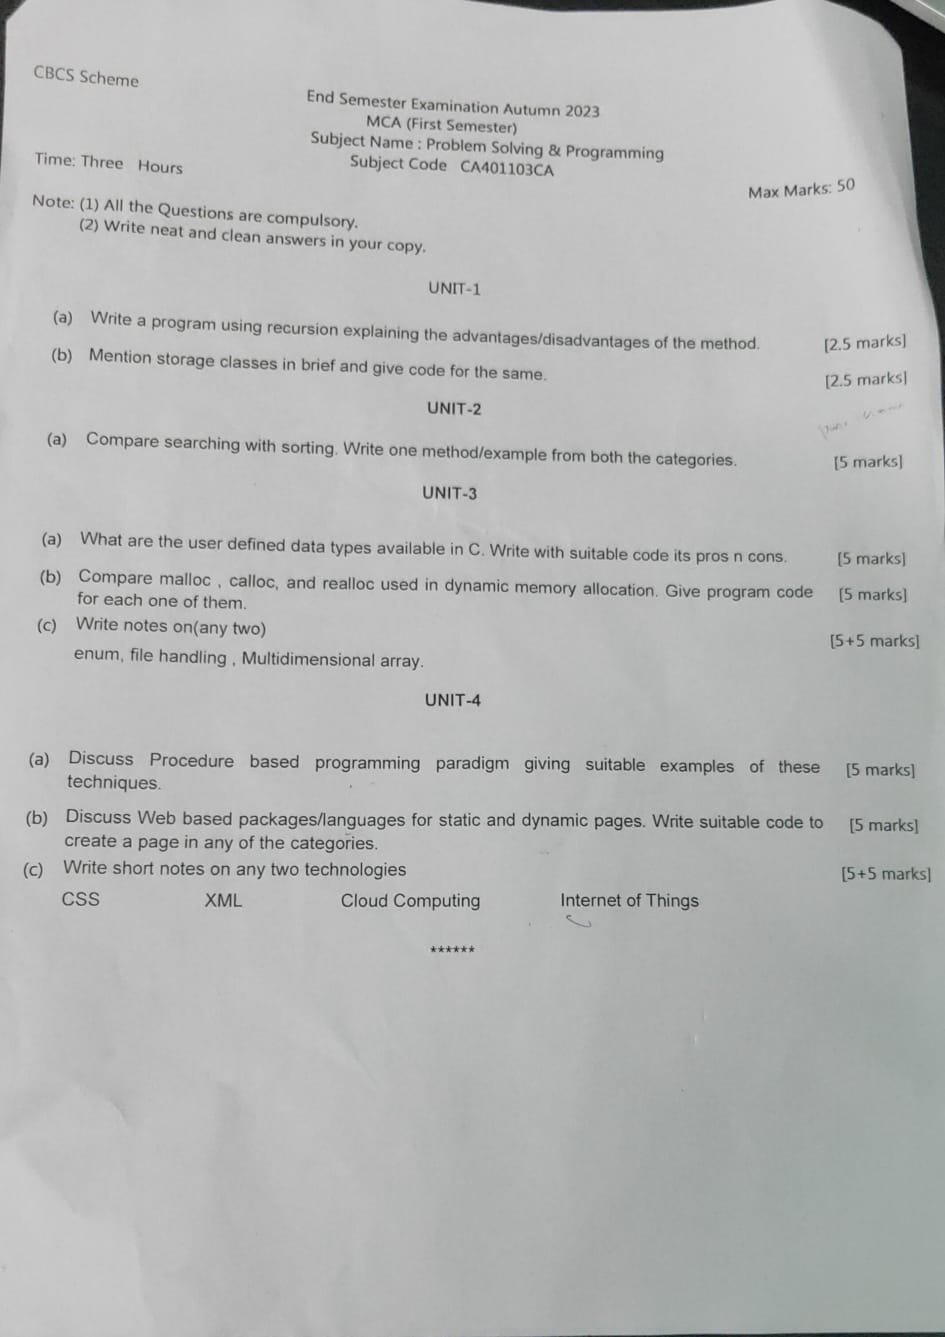 CBCS Scheme
End Semester Examination Autumn 2023
MCA (First Semester)
Subject Name : Problem Solving & Programming
Time: Three Hours
Subject Code CA401103CA
Max Marks: 50
Note: (1) All the Questions are compulsory.
(2) Write neat and clean answers in your copy.
UNIT-1
(a) Write a program using recursion explaining the advantages/disadvantages of the method. [2.5 marks]
(b) Mention storage classes in brief and give code for the same. [2.5 marks]
UNIT-2
(a) Compare searching with sorting. Write one method/example from both the categories. [5 marks]
UNIT-3
(a) What are the user defined data types available in C. Write with suitable code its pros n cons. [5 marks]
(b) Compare malloc , calloc, and realloc used in dynamic memory allocation. Give program code [5 marks]
for each one of them.
(c) Write notes on(any two) [5+5 marks]
enum, file handling , Multidimensional array.
UNIT-4
(a) Discuss Procedure based programming paradigm giving suitable examples of these [5 marks]
techniques.
(b) Discuss Web based packages/languages for static and dynamic pages. Write suitable code to [5 marks]
create a page in any of the categories.
(c) Write short notes on any two technologies [5+5 marks]
CSS XML Cloud Computing Internet of Things
******